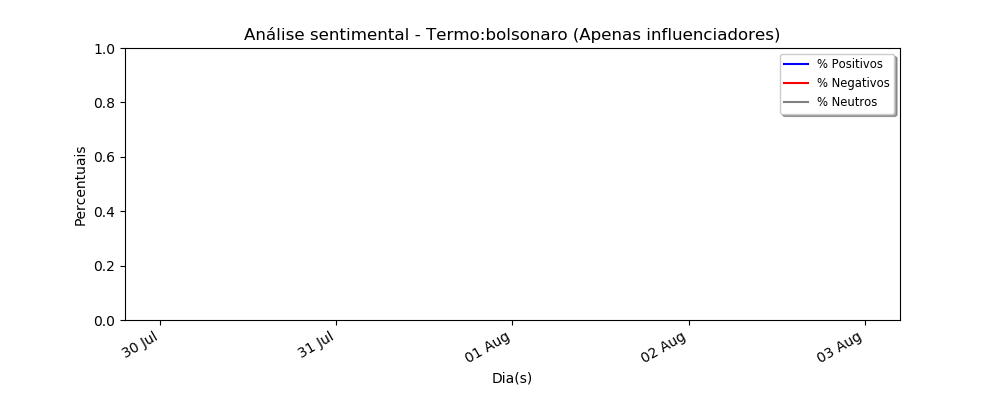 Análise sentimental - Termo:bolsonaro (Apenas influenciadores)
1.0
% Positivos
% Negativos
% Neutros
0.8
0.6
0.4
0.2
0.0
Percentuais
30 Jul
31 Jul
01 Aug
02 Aug
03 Aug
Dia(s)